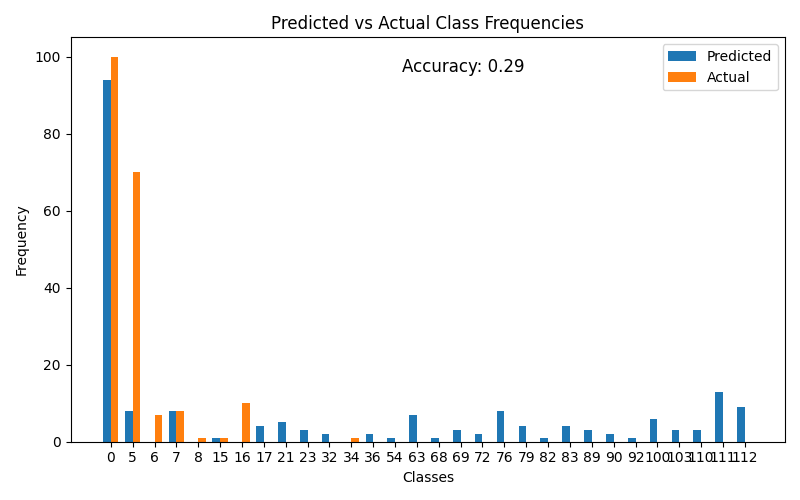 Predicted vs Actual Class Frequencies
Accuracy: 0.29
Predicted
Actual
100
80
60
40
20
0
Frequency
0 5 6 7 8 15 16 17 21 23 32 34 36 54 63 68 69 72 76 79 82 83 89 90 92 100 103 110 111 112
Classes